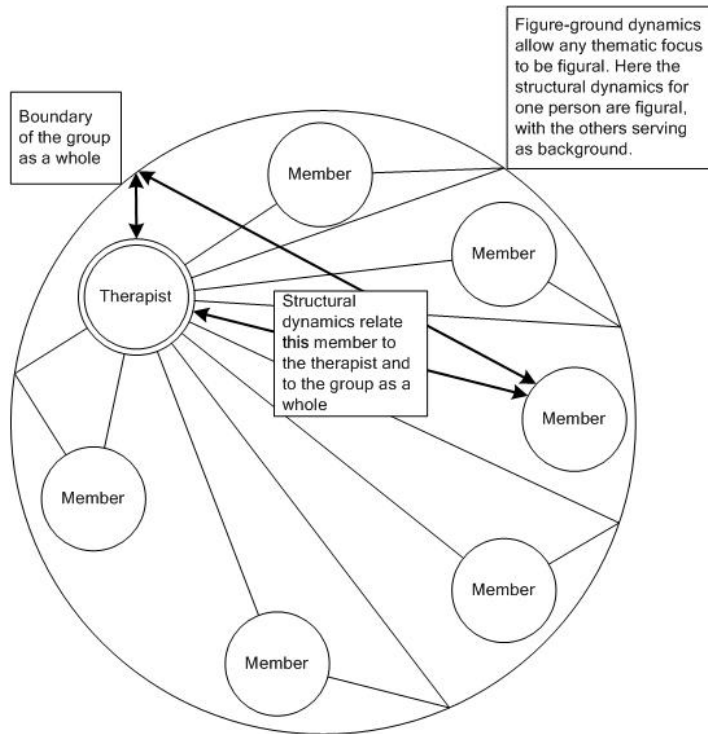 Figure-ground dynamics
allow any thematic focus
to be figural. Here the
structural dynamics for
one person are figural,
with the others serving
as background.
Boundary
of the group
as a whole
Member
Member
Therapist
Structural
dynamics relate
this member to
the therapist and
to the group as a
whole
Member
Member
Member
Member